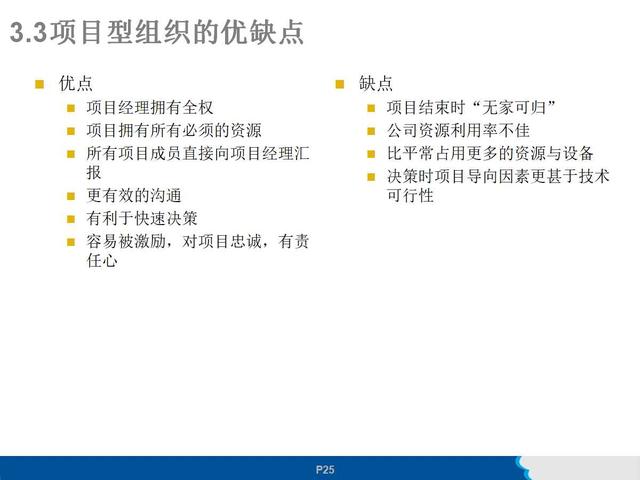 3.3项目型组织的优缺点
优点
项目经理拥有全权
项目拥有所有必须的资源
所有项目成员直接向项目经理汇
报
更有效的沟通
有利于快速决策
容易被激励，对项目忠诚，有责
任心
缺点
项目结束时“无家可归”
公司资源利用率不佳
比平常占用更多的资源与设备
决策时项目导向因素更甚于技术
可行性
P25